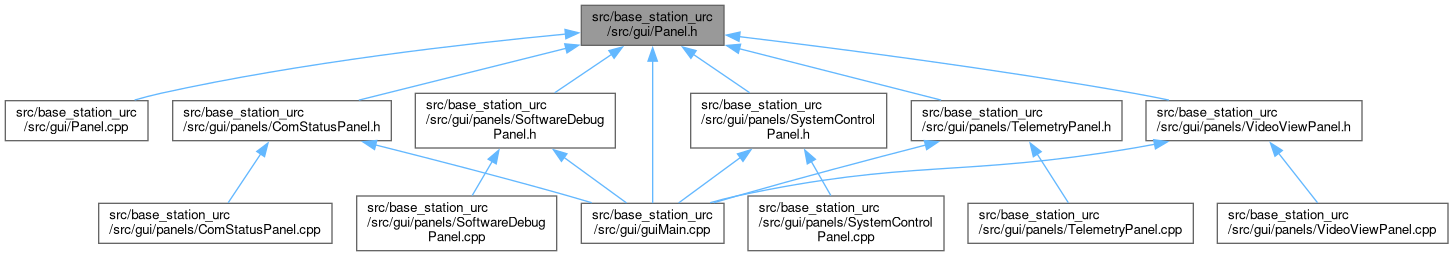 src/base_station_urc
/src/gui/Panel.h
src/base_station_urc
/src/gui/Panel.cpp
src/base_station_urc
/src/gui/panels/ComStatusPanel.h
src/base_station_urc
/src/gui/panels/SoftwareDebug
Panel.h
src/base_station_urc
/src/gui/panels/SystemControl
Panel.h
src/base_station_urc
/src/gui/panels/TelemetryPanel.h
src/base_station_urc
/src/gui/panels/VideoViewPanel.h
src/base_station_urc
/src/gui/panels/ComStatusPanel.cpp
src/base_station_urc
/src/gui/panels/SoftwareDebug
Panel.cpp
src/base_station_urc
/src/gui/guiMain.cpp
src/base_station_urc
/src/gui/panels/SystemControl
Panel.cpp
src/base_station_urc
/src/gui/panels/TelemetryPanel.cpp
src/base_station_urc
/src/gui/panels/VideoViewPanel.cpp